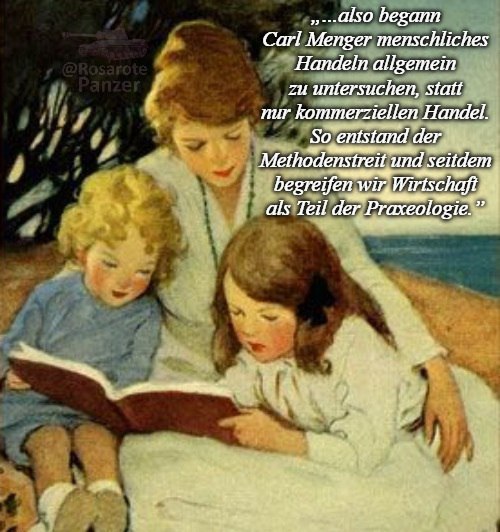 „...also begann
Carl Menger menschliches
Handeln allgemein
zu untersuchen, statt
nur kommerziellen Handel.
So entstand der
Methodenstreit und seitdem
begreifen wir Wirtschaft
als Teil der Praxeologie.”
@Rosarote
Panzer